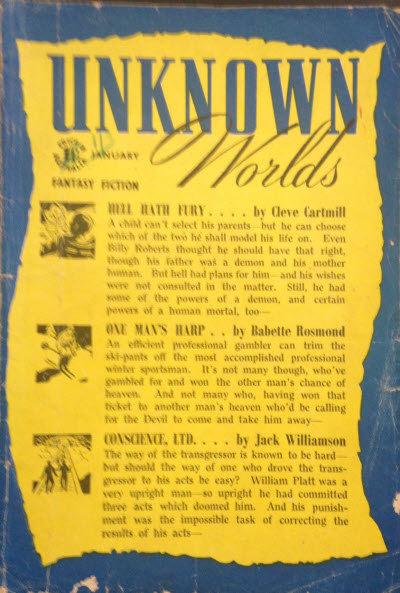 UNKNOWN
Worlds
JANUARY
FANTASY FICTION
HELL HATH FURY . . . . by Cleve Cartmill
A child can't select his parents—but he can choose
which of the two he shall model his life on. Even
Billy Roberts thought he should have that right,
though his father was a demon and his mother
human. But hell had plans for him—and his wishes
were not consulted in the matter. Still, he had
some of the powers of a demon, and certain
powers of a human mortal, too—
ONE MAN'S HARP . . by Babette Rosmond
An efficient professional gambler can trim the
ski-pants off the most accomplished professional
winter sportsman. It's not many though, who've
gambled for and won the other man's chance of
heaven. And not many who, having won that
ticket to another man's heaven who'd be calling
for the Devil to come and take him away—
CONSCIENCE, LTD. . . . by Jack Williamson
The way of the transgressor is known to be hard—
but should the way of one who drove the trans-
gressor to his acts be easy? William Platt was a
very upright man—so upright he had committed
three acts which doomed him. And his punish-
ment was the impossible task of correcting the
results of his acts—